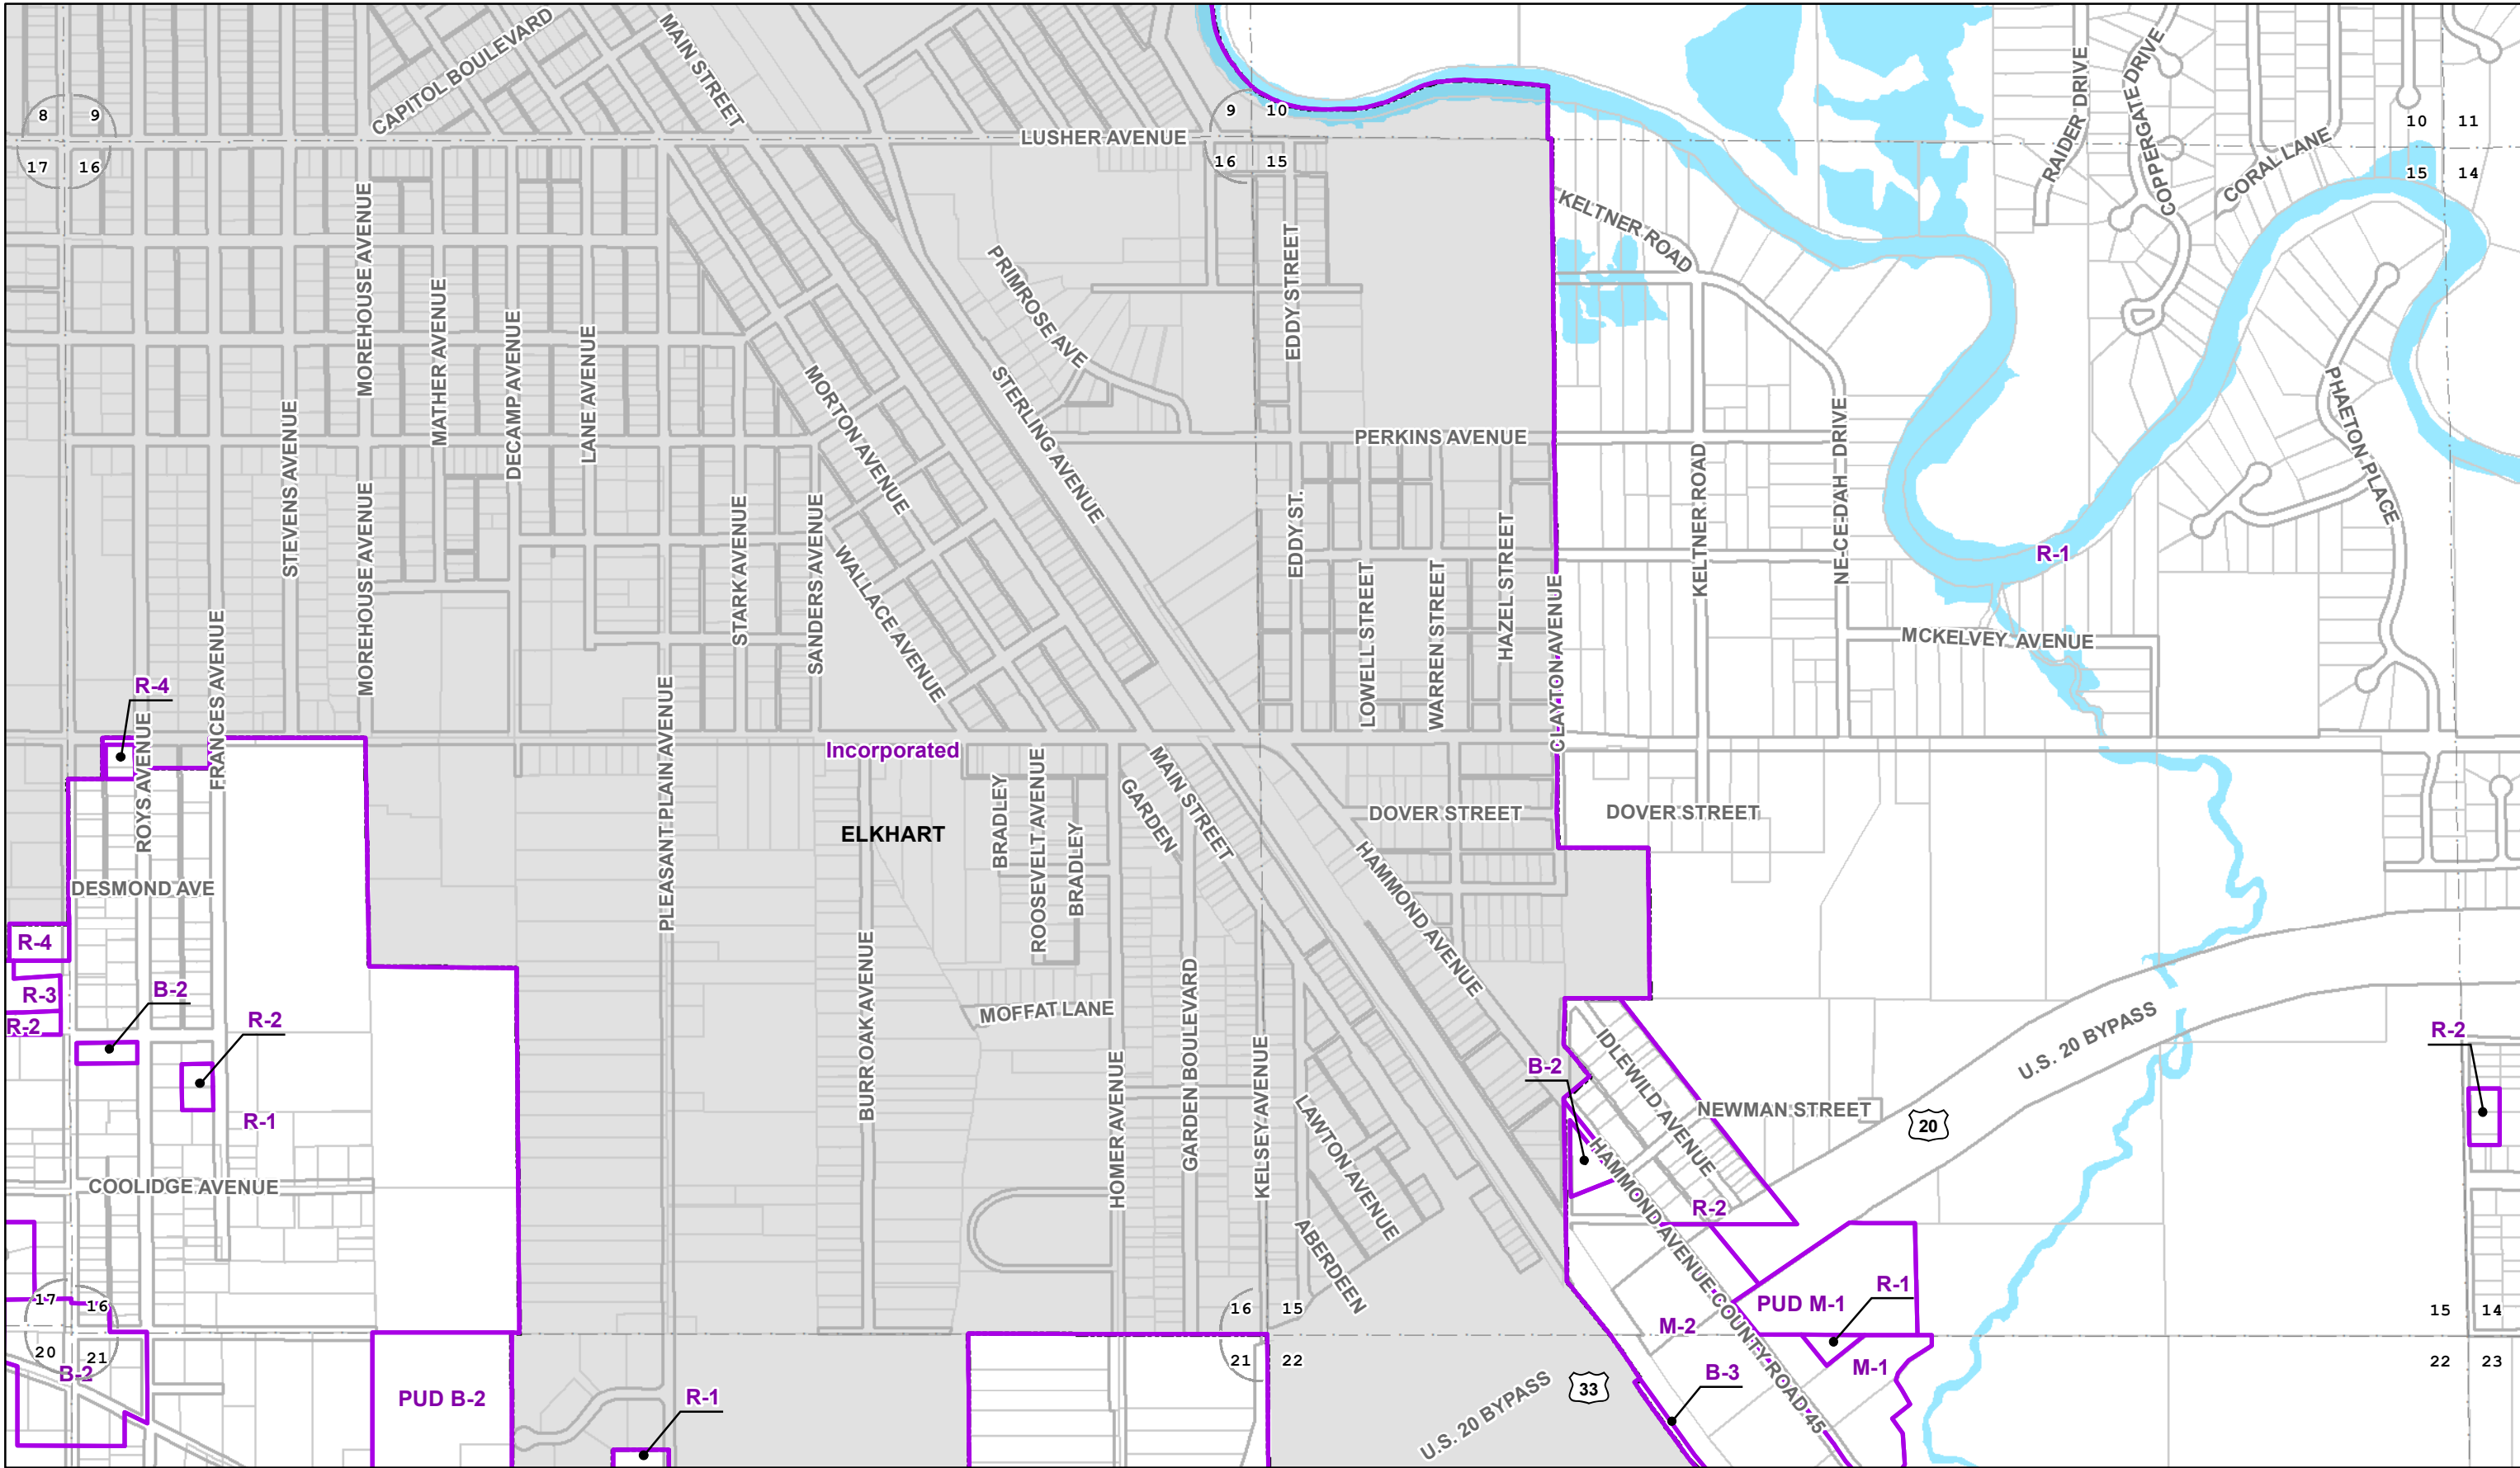 CAPITOL BOULEVARD
MAIN STREET
8
9
17
16
LUSHER AVENUE
9
10
16
15
RAIDER DRIVE
COPPERGATE DRIVE
CORAL LANE
10
11
15
14
KELTNER ROAD
MOREHOUSE AVENUE
MATHER AVENUE
DECAMP AVENUE
LANE AVENUE
PRIMROSE AVE
EDDY STREET
STERLING AVENUE
MORTON AVENUE
PERKINS AVENUE
PHAETON PLACE
STEVENS AVENUE
MOREHOUSE AVENUE
STARK AVENUE
SANDERS AVENUE
WALLACE AVENUE
EDDY ST.
LOWELL STREET
WARREN STREET
HAZEL STREET
CLAYTON AVENUE
KELTNER ROAD
NE-CE-DAH DRIVE
R-1
MCKELVEY AVENUE
R-4
ROYS AVENUE
FRANCES AVENUE
PLEASANT PLAIN AVENUE
Incorporated
ELKHART
BRADLEY
ROOSEVELT AVENUE
BRADLEY
GARDEN
MAIN STREET
DOVER STREET
DOVER STREET
HAMMOND AVENUE
DESMOND AVE
R-4
R-3
R-2
B-2
R-2
R-1
BURR OAK AVENUE
MOFFAT LANE
HOMER AVENUE
GARDEN BOULEVARD
KELSEY AVENUE
LAWTON AVENUE
ABERDEEN
B-2
IDLEWILD AVENUE
NEWMAN STREET
U.S. 20 BYPASS
20
R-2
COOLIDGE AVENUE
R-2
HAMMOND AVENUE
COUNTY ROAD 45
R-1
PUD M-1
M-2
M-1
B-3
17
16
20
21
B-2
PUD B-2
R-1
16
15
21
22
U.S. 20 BYPASS
33
15
14
22
23